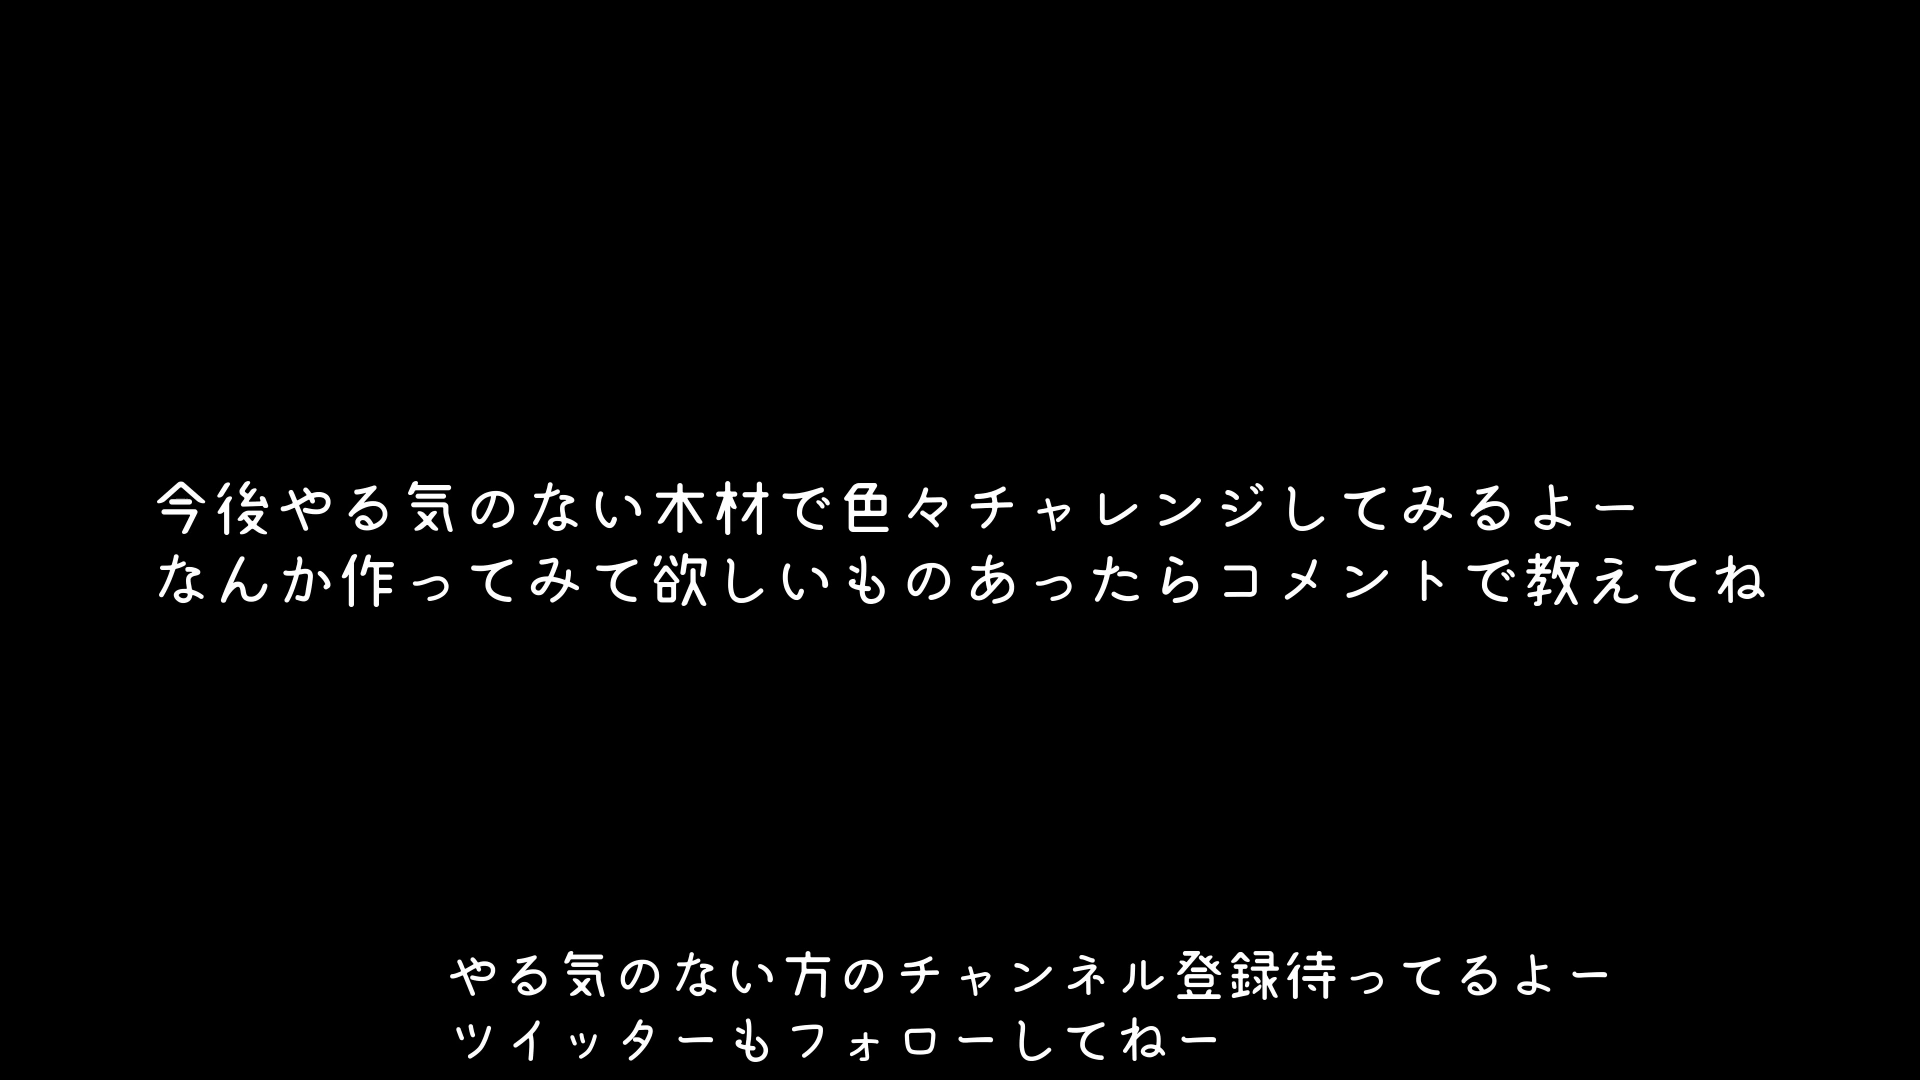 今後やる気のない木材で色々チャレンジしてみるよー
なんか作ってみて欲しいものあったらコメントで教えてね
やる気のない方のチャンネル登録待ってるよー
ツイッターもフォローしてねー